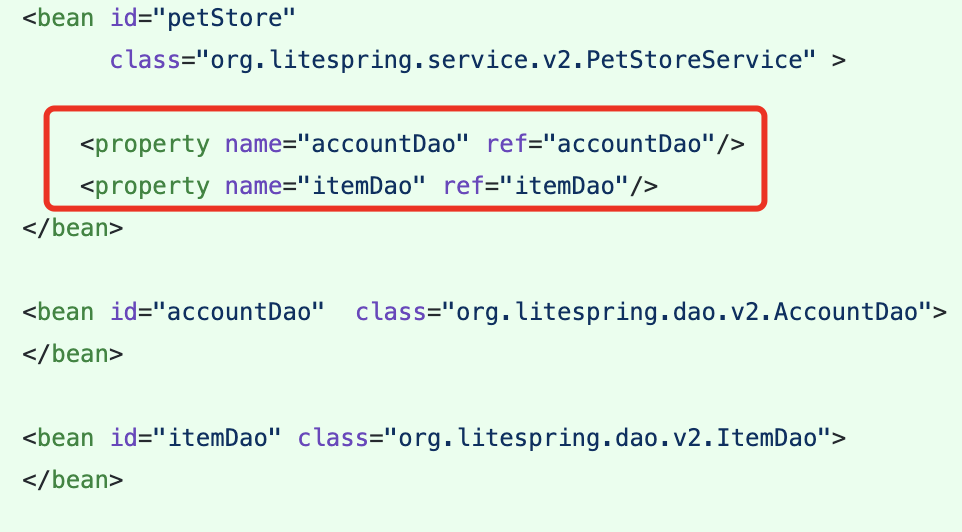 <bean id="petStore"
class="org.litespring.service.v2.PetStoreService" >
<property name="accountDao" ref="accountDao"/>
<property name="itemDao" ref="itemDao"/>
</bean>
<bean id="accountDao"  class="org.litespring.dao.v2.AccountDao">
</bean>
<bean id="itemDao" class="org.litespring.dao.v2.ItemDao">
</bean>